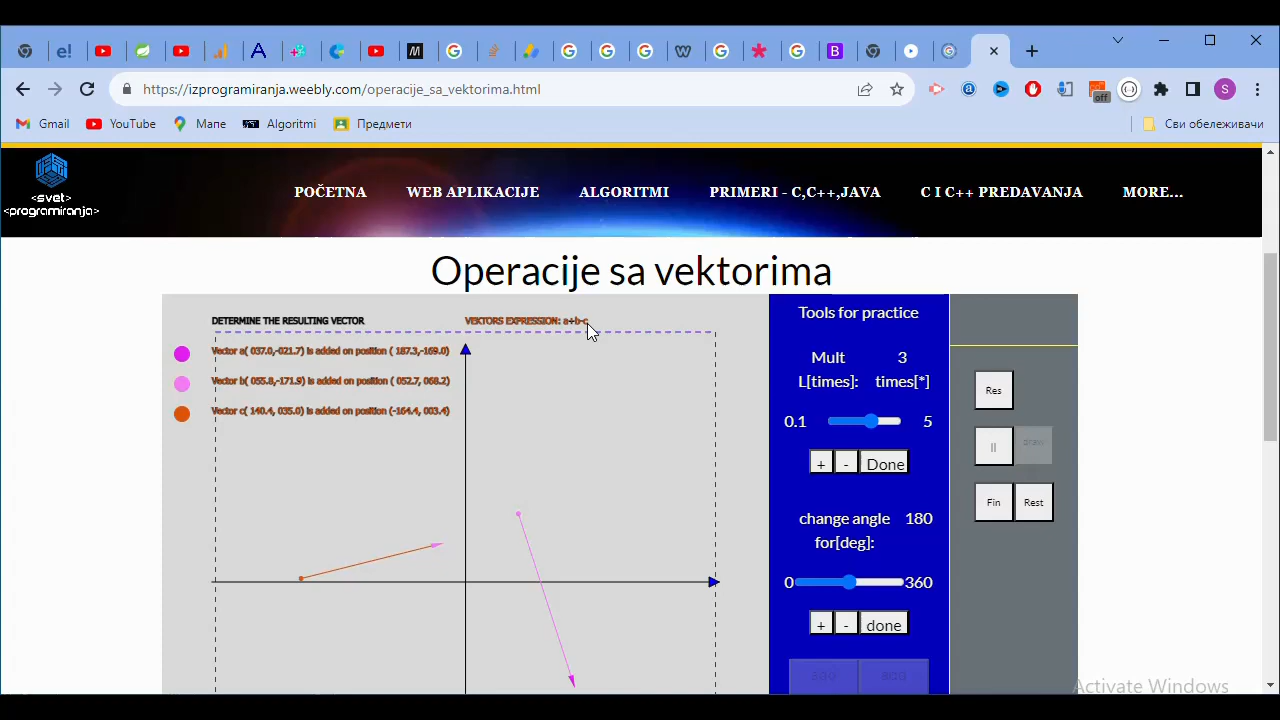 https://izprogramiranja.weebly.com/operacije_sa_vektorima.html
off
S
Gmail YouTube Мапе Algoritmi Предмети Сви обележивачи
<svet>
<programiranja>
POČETNA WEB APLIKACIJE ALGORITMI PRIMERI - C,C++,JAVA C I C++ PREDAVANJA MORE...
Operacije sa vektorima
DETERMINE THE RESULTING VECTOR VEKTORS EXPRESSION: a+b-c
Vector a( 037.0,-021.7) is added on position ( 187.3,-169.0)
Vector b( 055.8,-171.9) is added on position ( 052.7, 068.2)
Vector c( 140.4, 035.0) is added on position (-164.4, 003.4)
Tools for practice
Mult 3
L[times]: times[*]
0.1 5
+ - Done
change angle 180
for[deg]:
0 360
+ - done
Res
|| draw
Fin Rest
Activate Windows